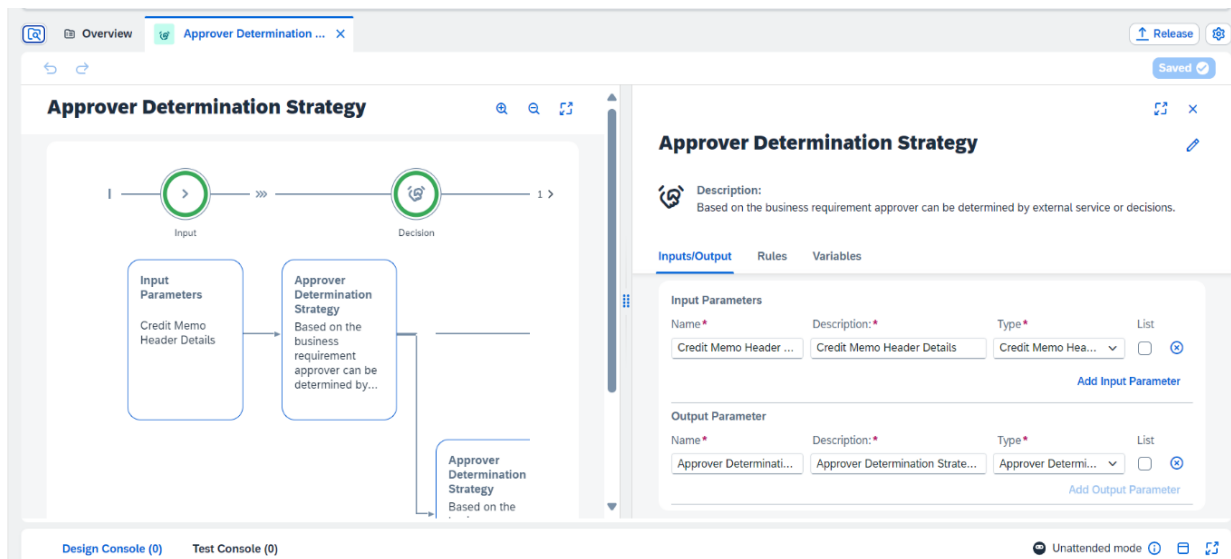 Overview
Approver Determination ...
Release
Saved
Approver Determination Strategy
1
Input
Decision
Input
Parameters
Credit Memo
Header Details
Approver
Determination
Strategy
Based on the
business
requirement
approver can be
determined by...
Approver
Determination
Strategy
Based on the
Approver Determination Strategy
Description:
Based on the business requirement approver can be determined by external service or decisions.
Inputs/Output Rules Variables
Input Parameters
Name* Description:* Type* List
Credit Memo Header ... Credit Memo Header Details Credit Memo Hea...
Add Input Parameter
Output Parameter
Name* Description:* Type* List
Approver Determinati... Approver Determination Strate... Approver Determi...
Add Output Parameter
Design Console (0) Test Console (0)
Unattended mode